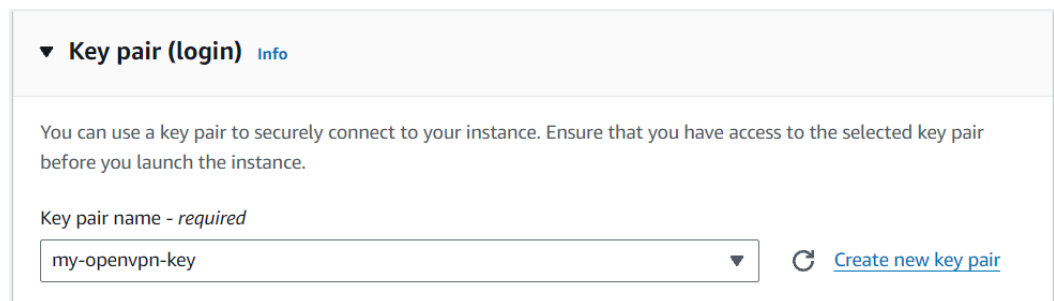 Key pair (login) Info
You can use a key pair to securely connect to your instance. Ensure that you have access to the selected key pair
before you launch the instance.
Key pair name - required
my-openvpn-key
Create new key pair